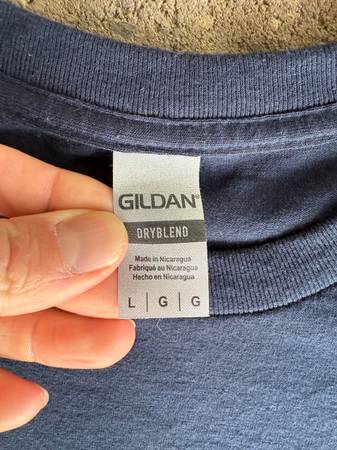 GILDAN®
DRYBLEND
Made in Nicaragua
Fabriqué au Nicaragua
Hecho en Nicaragua
L | G | G